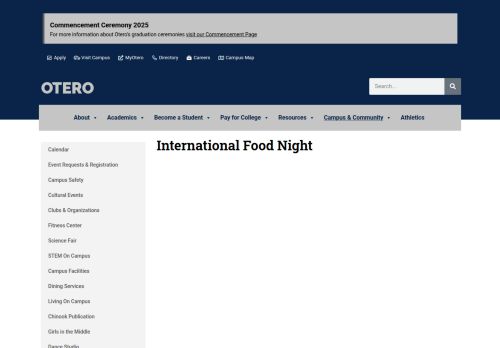 Commencement Ceremony 2025
For more information about Otero's graduation ceremonies visit our Commencement Page
Apply Visit Campus MyOtero Directory Careers Campus Map
OTERO
Search...
About Academics Become a Student Pay for College Resources Campus & Community Athletics
International Food Night
Calendar
Event Requests & Registration
Campus Safety
Cultural Events
Clubs & Organizations
Fitness Center
Science Fair
STEM On Campus
Campus Facilities
Dining Services
Living On Campus
Chinook Publication
Girls in the Middle
Dance Studio